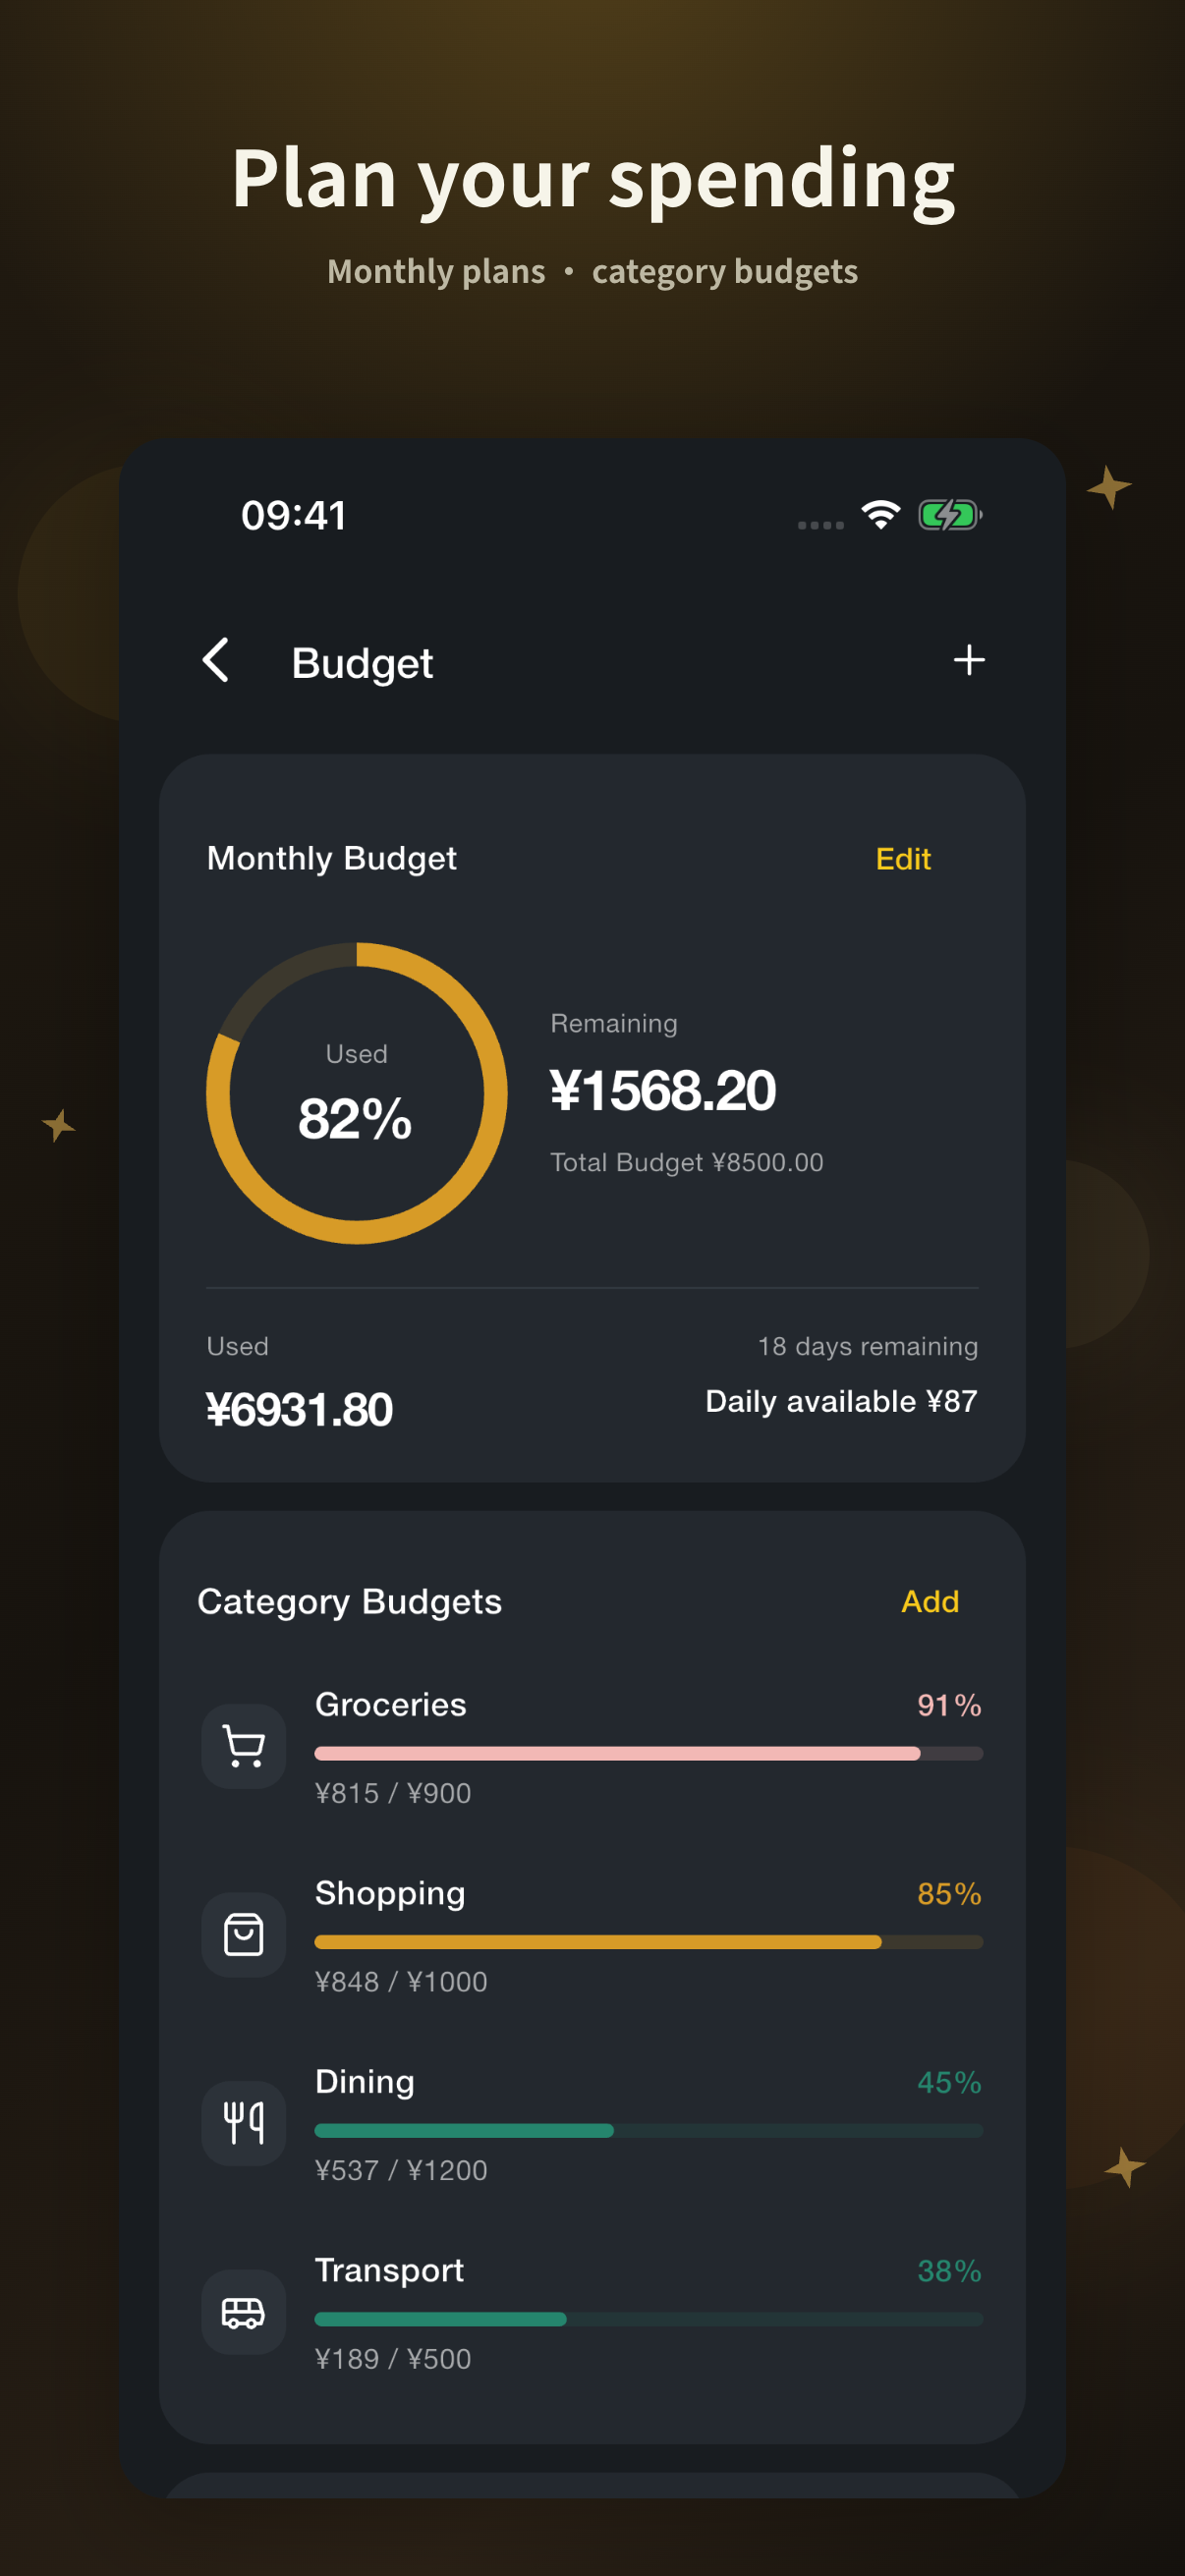 Plan your spending
Monthly plans • category budgets
09:41
Budget
Monthly Budget
Edit
Used
82%
Remaining
¥1568.20
Total Budget ¥8500.00
Used
¥6931.80
18 days remaining
Daily available ¥87
Category Budgets
Add
Groceries
91%
¥815 / ¥900
Shopping
85%
¥848 / ¥1000
Dining
45%
¥537 / ¥1200
Transport
38%
¥189 / ¥500